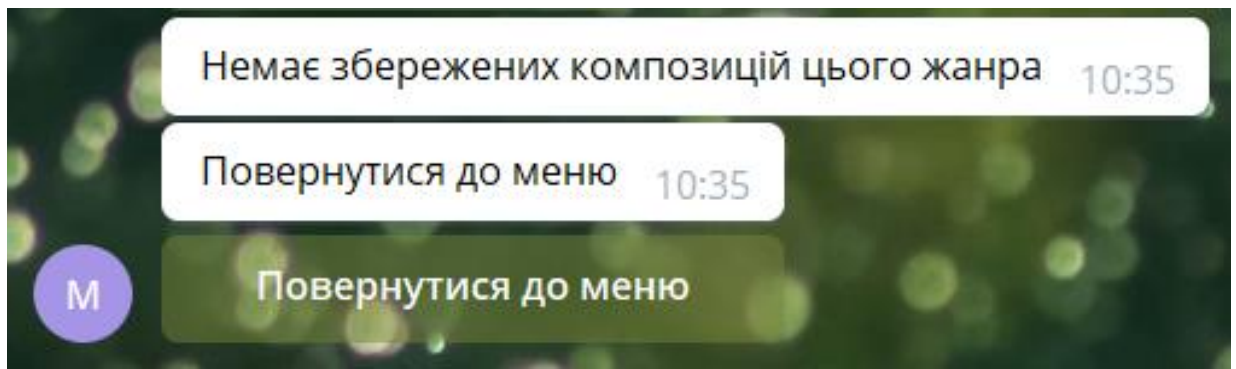 Немає збережених композицій цього жанра 10:35
Повернутися до меню 10:35
М Повернутися до меню